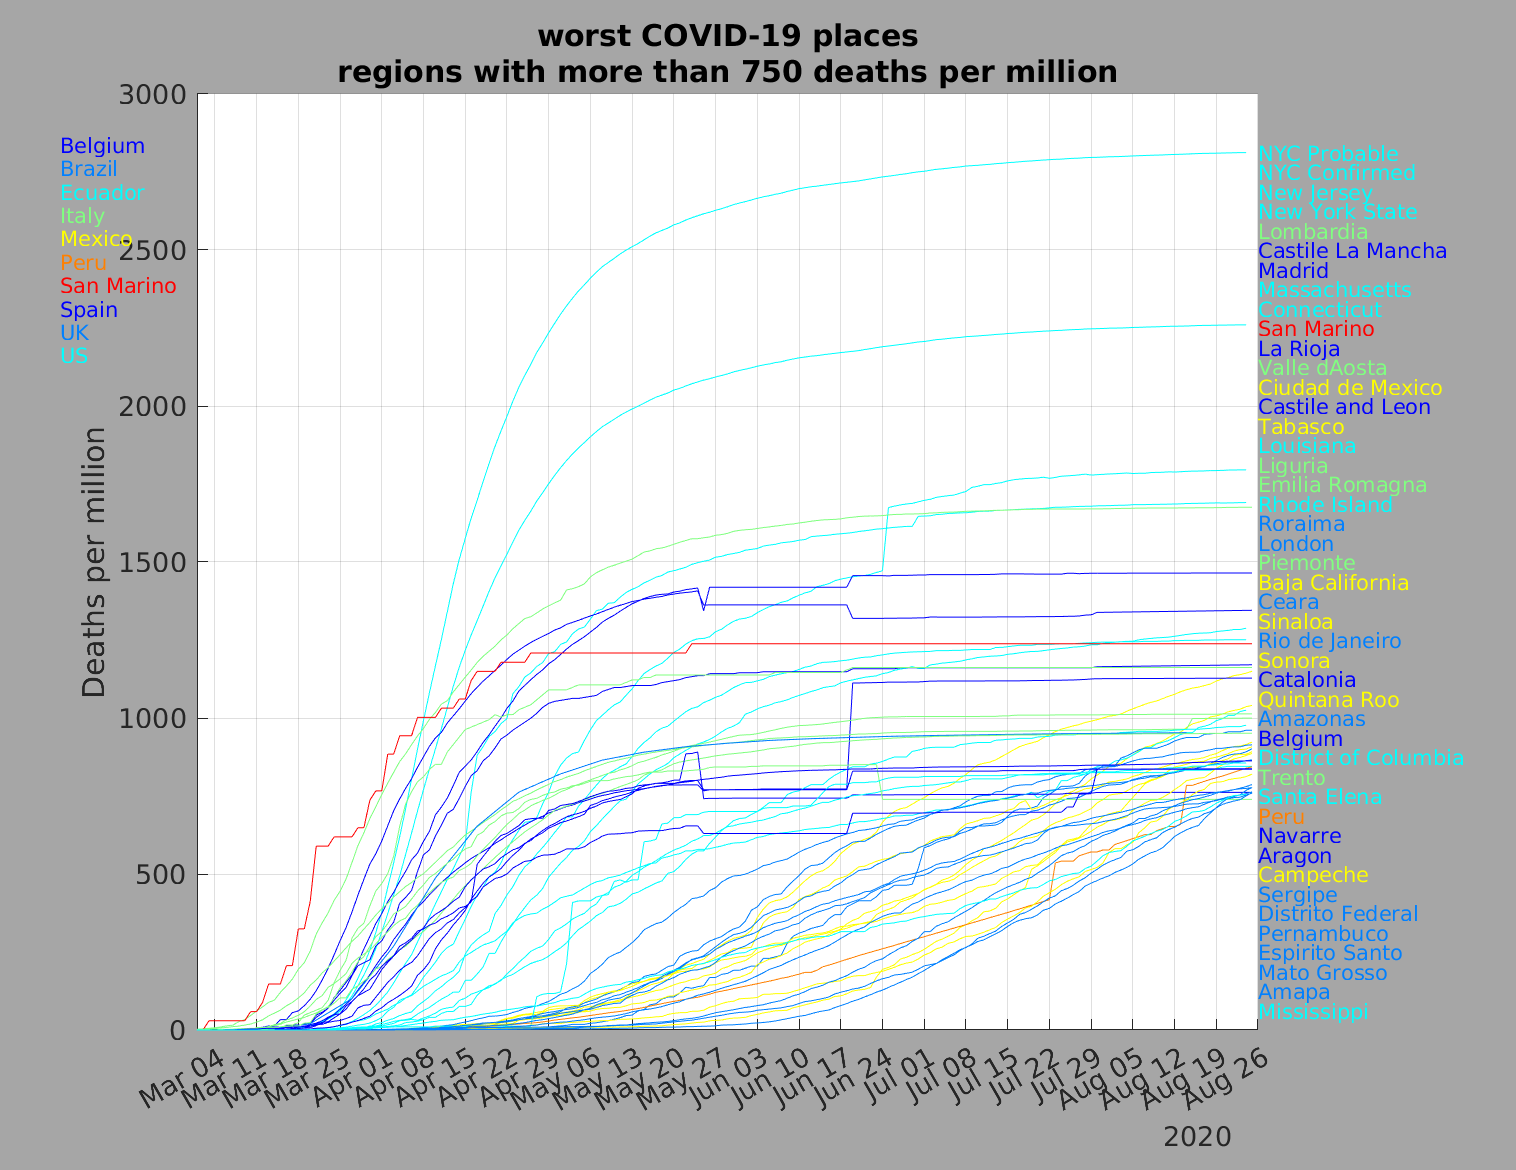 worst COVID-19 places
regions with more than 750 deaths per million
Deaths per million
3000
2500
2000
1500
1000
500
0
Belgium
Brazil
Ecuador
Italy
Mexico
Peru
San Marino
Spain
UK
US
NYC Probable
NYC Confirmed
New Jersey
New York State
Lombardia
Castile La Mancha
Madrid
Massachusetts
Connecticut
San Marino
La Rioja
Valle dAosta
Ciudad de Mexico
Castile and Leon
Tabasco
Louisiana
Liguria
Emilia Romagna
Rhode Island
Roraima
London
Piemonte
Baja California
Ceara
Sinaloa
Rio de Janeiro
Sonora
Catalonia
Quintana Roo
Amazonas
Belgium
District of Columbia
Trento
Santa Elena
Peru
Navarre
Aragon
Campeche
Sergipe
Distrito Federal
Pernambuco
Espirito Santo
Mato Grosso
Amapa
Mississippi
Mar 04
Mar 11
Mar 18
Mar 25
Apr 01
Apr 08
Apr 15
Apr 22
Apr 29
May 06
May 13
May 20
May 27
Jun 03
Jun 10
Jun 17
Jun 24
Jul 01
Jul 08
Jul 15
Jul 22
Jul 29
Aug 05
Aug 12
Aug 19
Aug 26
2020